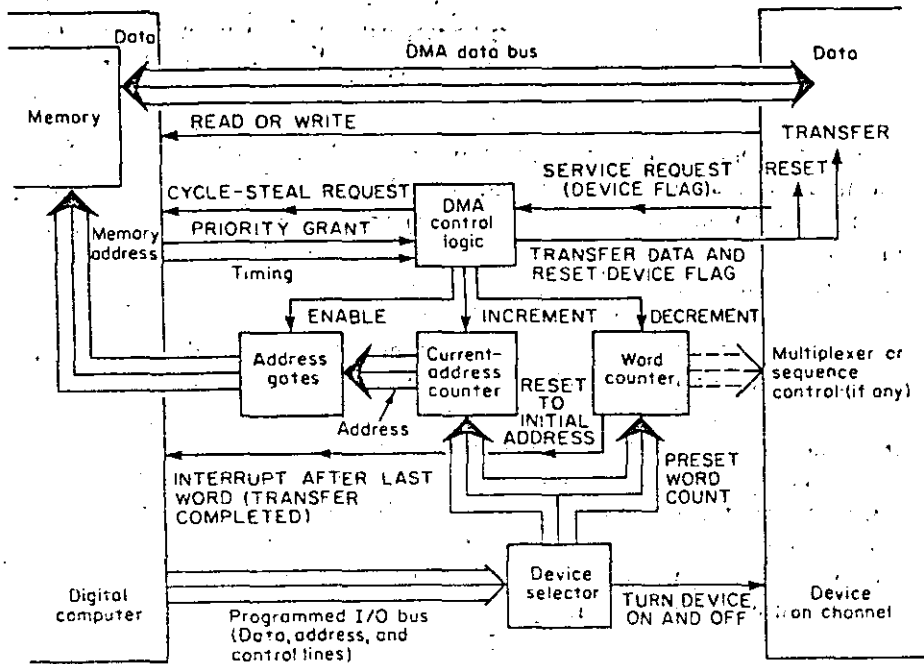 Data
DMA data bus
Data
Memory
READ OR WRITE
TRANSFER
SERVICE REQUEST
(DEVICE FLAG)
RESET
CYCLE-STEAL REQUEST
DMA
control
logic
PRIORITY GRANT
Memory
address
Timing
TRANSFER DATA AND
RESET DEVICE FLAG
ENABLE
INCREMENT
DECREMENT
Address
gates
Current-
address
counter
Word
counter
Multiplexer or
sequence
control (if any)
Address
RESET
TO
INITIAL
ADDRESS
INTERRUPT AFTER LAST
WORD (TRANSFER
COMPLETED)
PRESET
WORD
COUNT
Digital
computer
Device
selector
TURN DEVICE
ON AND OFF
Device
on channel
Programmed I/O bus
(Data, address, and
control lines)